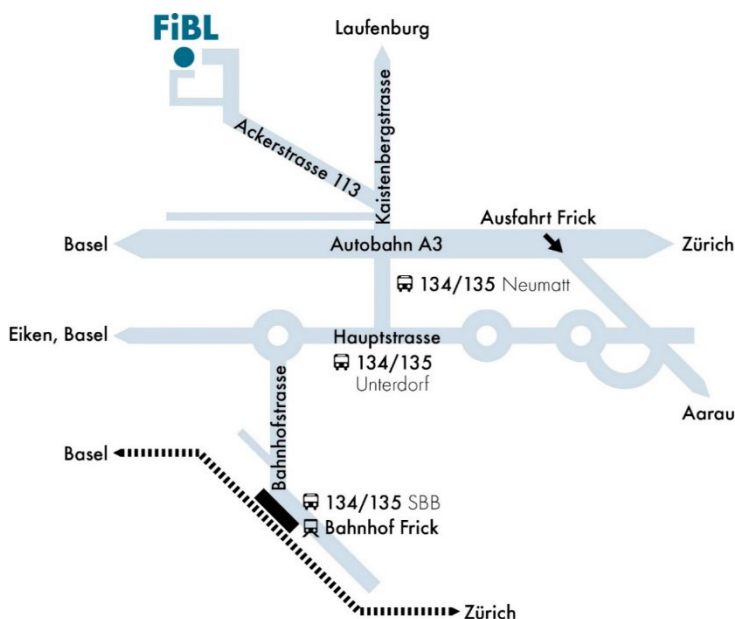 FiBL
Laufenburg
Ackerstrasse 113
Kaistenbergstrasse
Ausfahrt Frick
Basel
Autobahn A3
Zürich
134/135 Neumatt
Eiken, Basel
Hauptstrasse
134/135
Unterdorf
Bahnhofstrasse
Aarau
Basel
134/135 SBB
Bahnhof Frick
Zürich